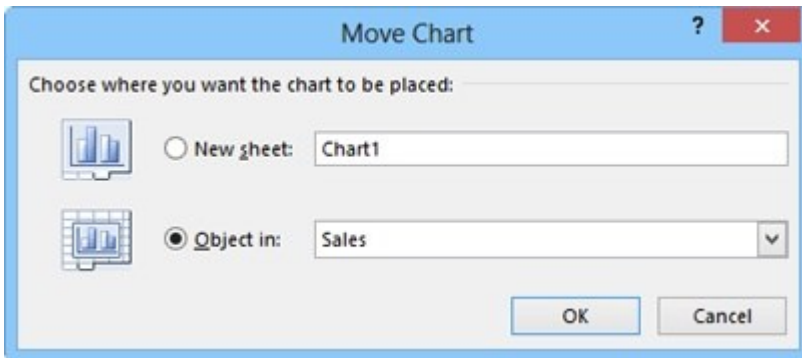 Move Chart
?
Choose where you want the chart to be placed:
New sheet: Chart1
Object in: Sales
OK Cancel